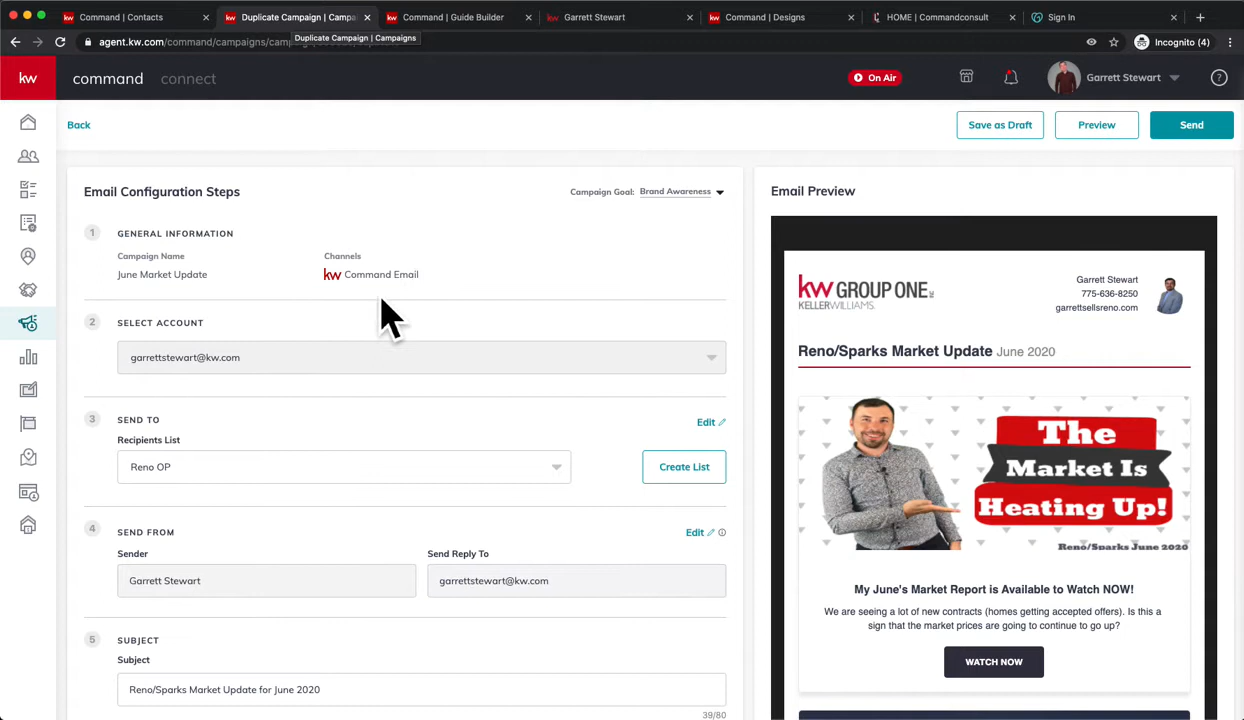 Command | Contacts
Duplicate Campaign | Campa
Command | Guide Builder
Garrett Stewart
Command | Designs
HOME | Commandconsult
Sign In
Duplicate Campaign | Campaigns
agent.kw.com/command/campaigns/camp
Incognito (4)
kw
command
connect
On Air
Garrett Stewart
Back
Save as Draft
Preview
Send
Email Configuration Steps
Campaign Goal: Brand Awareness
1 GENERAL INFORMATION
Campaign Name
Channels
June Market Update
kw Command Email
2 SELECT ACCOUNT
garrettstewart@kw.com
3 SEND TO
Edit
Recipients List
Reno OP
Create List
4 SEND FROM
Edit
Sender
Send Reply To
Garrett Stewart
garrettstewart@kw.com
5 SUBJECT
Subject
Reno/Sparks Market Update for June 2020
39/80
Email Preview
kw GROUP ONE INC
KELLERWILLIAMS.
Garrett Stewart
775-636-8250
garrettsellsreno.com
Reno/Sparks Market Update June 2020
The
Market Is
Heating Up!
Reno/Sparks June 2020
My June's Market Report is Available to Watch NOW!
We are seeing a lot of new contracts (homes getting accepted offers). Is this a
sign that the market prices are going to continue to go up?
WATCH NOW